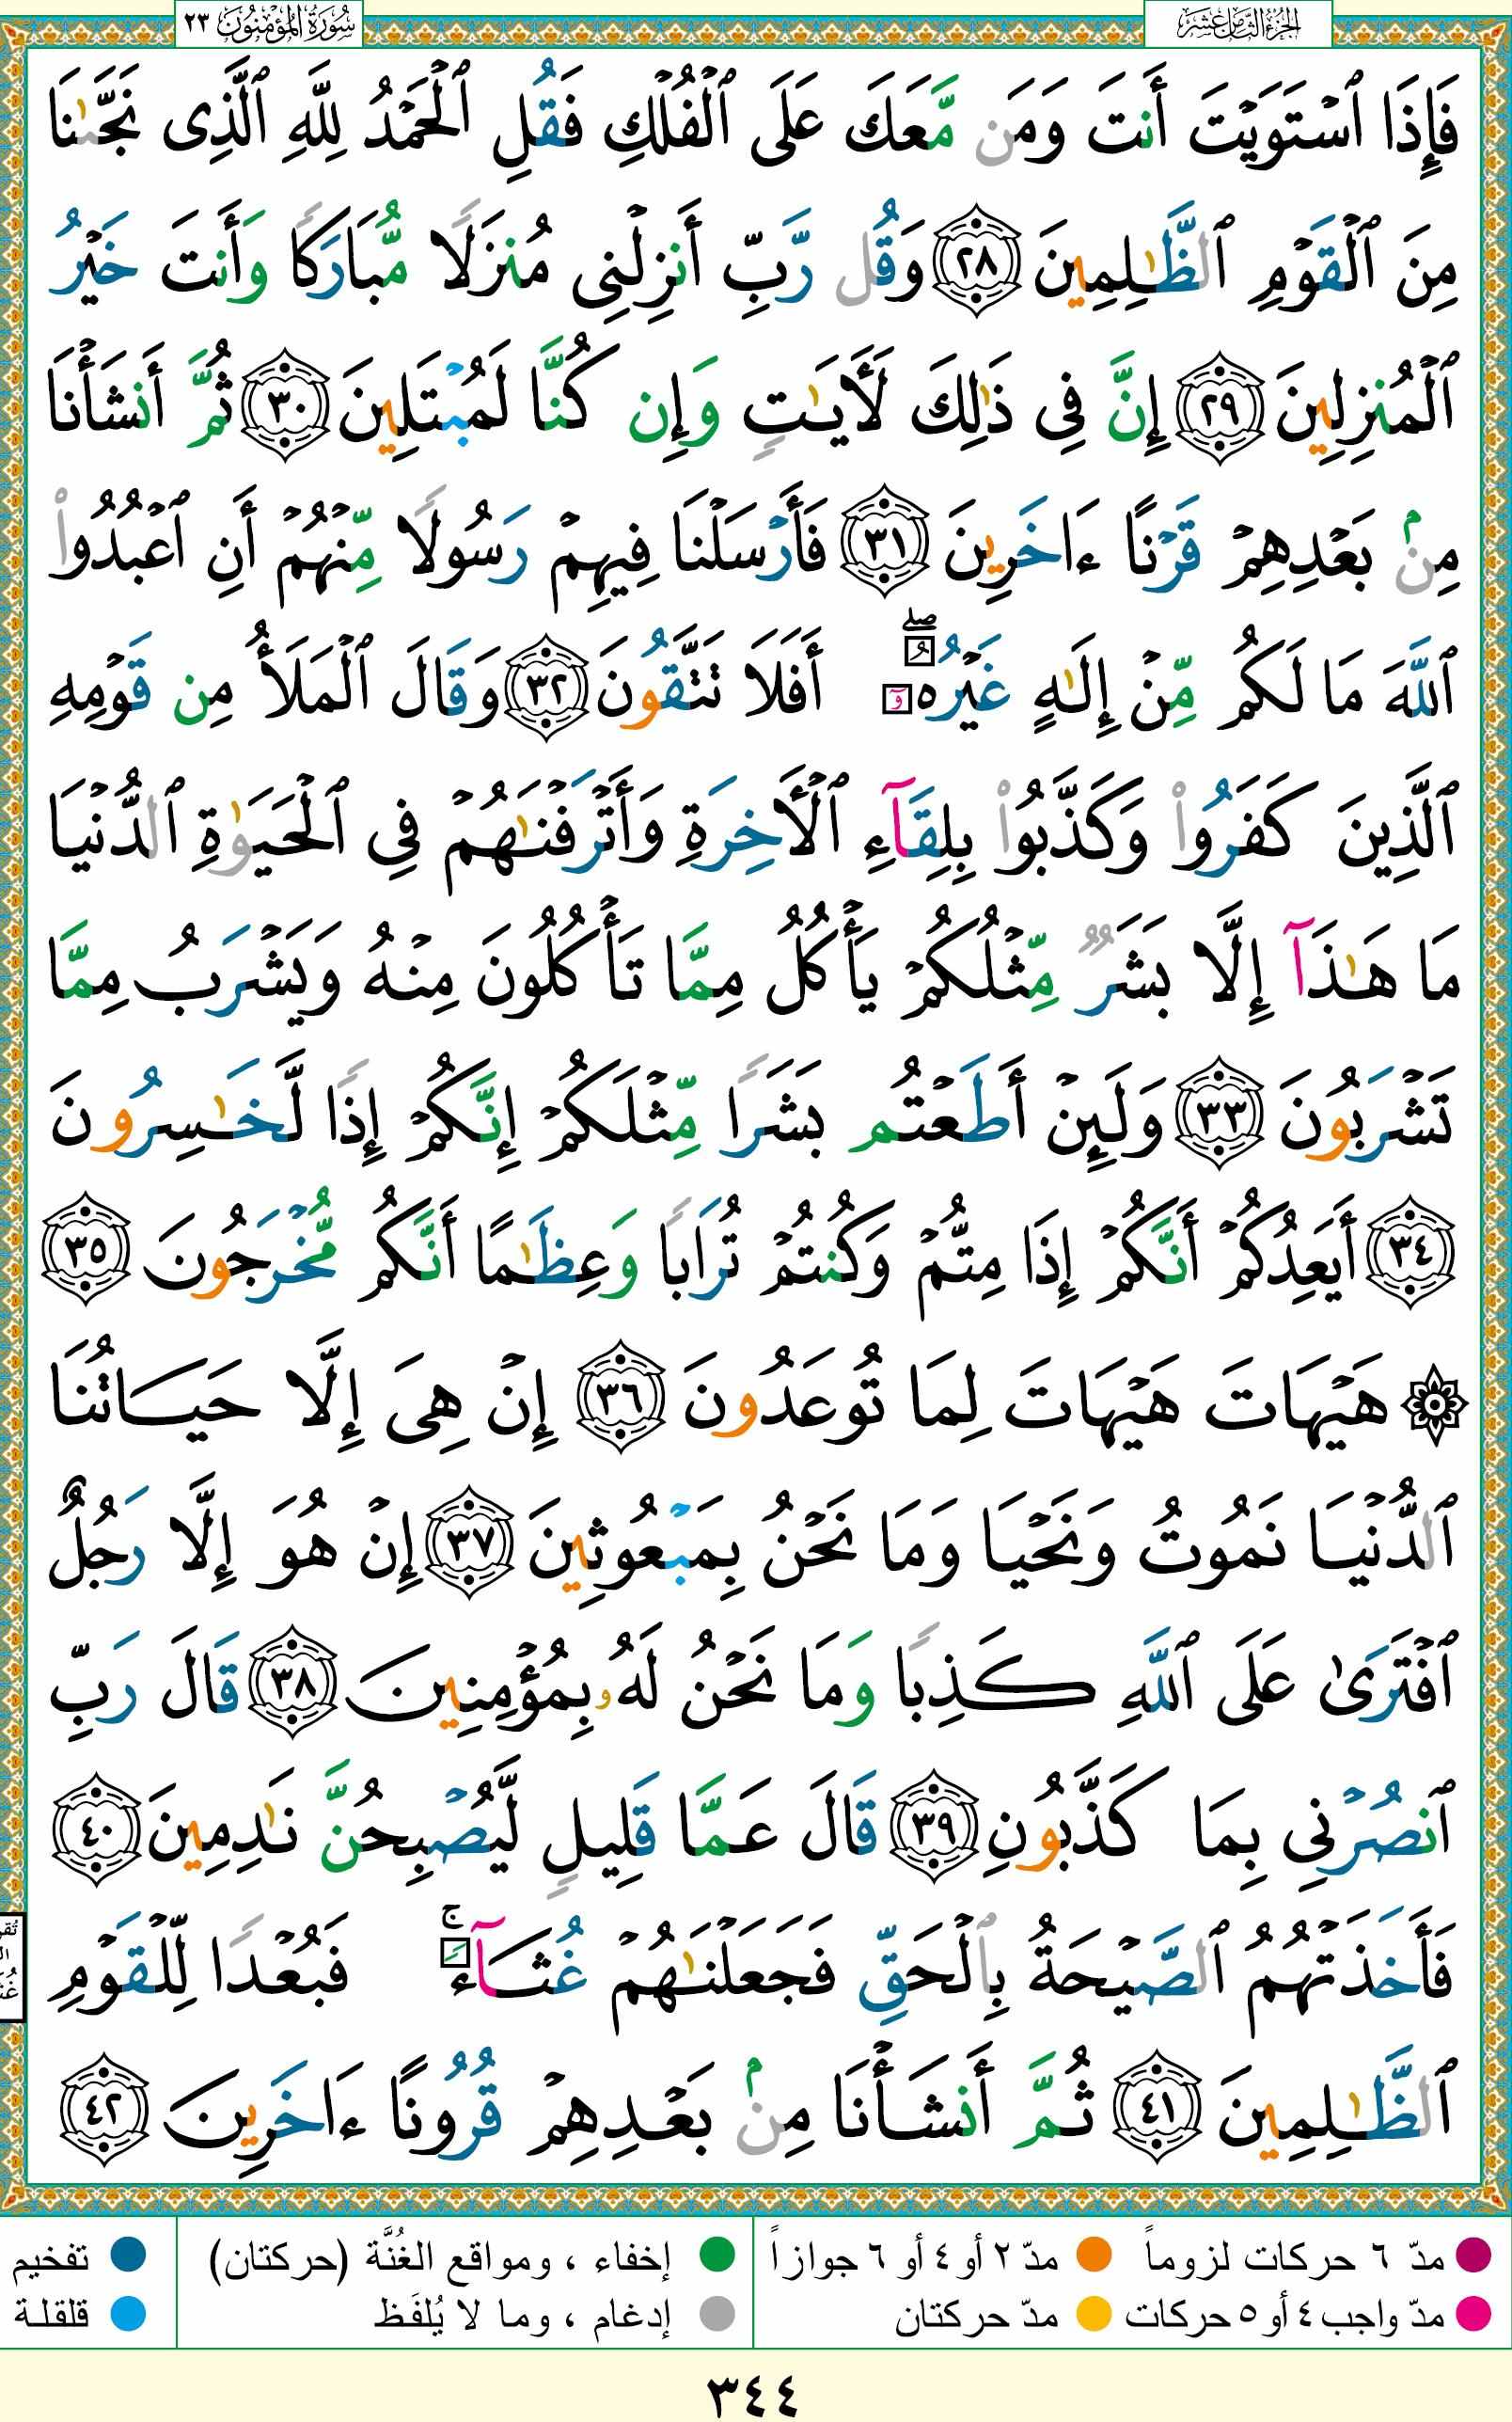 الجزء الثامن عشر
سُورَةُ المُؤْمِنُونَ ٢٣
فَإِذَا ٱسْتَوَيْتَ أَنتَ وَمَن مَّعَكَ عَلَى ٱلْفُلْكِ فَقُلِ ٱلْحَمْدُ لِلَّهِ ٱلَّذِى نَجَّىٰنَا
مِنَ ٱلْقَوْمِ ٱلظَّـٰلِمِينَ ٢٨ وَقُل رَّبِّ أَنزِلْنِى مُنزَلًا مُّبَارَكًا وَأَنتَ خَيْرُ
ٱلْمُنزِلِينَ ٢٩ إِنَّ فِى ذَٰلِكَ لَـَٔايَـٰتٍ وَإِن كُنَّا لَمُبْتَلِينَ ٣٠ ثُمَّ أَنشَأْنَا
مِنۢ بَعْدِهِمْ قَرْنًا ءَاخَرِينَ ٣١ فَأَرْسَلْنَا فِيهِمْ رَسُولًا مِّنْهُمْ أَنِ ٱعْبُدُوا۟
ٱللَّهَ مَا لَكُم مِّنْ إِلَـٰهٍ غَيْرُهُۥٓ ۖ أَفَلَا تَتَّقُونَ ٣٢ وَقَالَ ٱلْمَلَأُ مِن قَوْمِهِ
ٱلَّذِينَ كَفَرُوا۟ وَكَذَّبُوا۟ بِلِقَآءِ ٱلْـَٔاخِرَةِ وَأَتْرَفْنَـٰهُمْ فِى ٱلْحَيَوٰةِ ٱلدُّنْيَا
مَا هَـٰذَآ إِلَّا بَشَرٌ مِّثْلُكُمْ يَأْكُلُ مِمَّا تَأْكُلُونَ مِنْهُ وَيَشْرَبُ مِمَّا
تَشْرَبُونَ ٣٣ وَلَئِنْ أَطَعْتُم بَشَرًا مِّثْلَكُمْ إِنَّكُمْ إِذًا لَّخَـٰسِرُونَ
٣٤ أَيَعِدُكُمْ أَنَّكُمْ إِذَا مِتُّمْ وَكُنتُمْ تُرَابًا وَعِظَـٰمًا أَنَّكُم مُّخْرَجُونَ ٣٥
۞ هَيْهَاتَ هَيْهَاتَ لِمَا تُوعَدُونَ ٣٦ إِنْ هِىَ إِلَّا حَيَاتُنَا
ٱلدُّنْيَا نَمُوتُ وَنَحْيَا وَمَا نَحْنُ بِمَبْعُوثِينَ ٣٧ إِنْ هُوَ إِلَّا رَجُلٌ
ٱفْتَرَىٰ عَلَى ٱللَّهِ كَذِبًا وَمَا نَحْنُ لَهُۥ بِمُؤْمِنِينَ ٣٨ قَالَ رَبِّ
ٱنصُرْنِى بِمَا كَذَّبُونِ ٣٩ قَالَ عَمَّا قَلِيلٍ لَّيُصْبِحُنَّ نَـٰدِمِينَ ٤٠
فَأَخَذَتْهُمُ ٱلصَّيْحَةُ بِٱلْحَقِّ فَجَعَلْنَـٰهُمْ غُثَآءً ۚ فَبُعْدًا لِّلْقَوْمِ
ٱلظَّـٰلِمِينَ ٤١ ثُمَّ أَنشَأْنَا مِنۢ بَعْدِهِمْ قُرُونًا ءَاخَرِينَ ٤٢
مدّ ٦ حركات لزوماً مدّ ٢ أو ٤ أو ٦ جوازاً إخفاء ، ومواقع الغُنَّة (حركتان) تفخيم
مدّ واجب ٤ أو ٥ حركات مدّ حركتان إدغام ، وما لا يُلفَظ قلقلة
٣٤٤